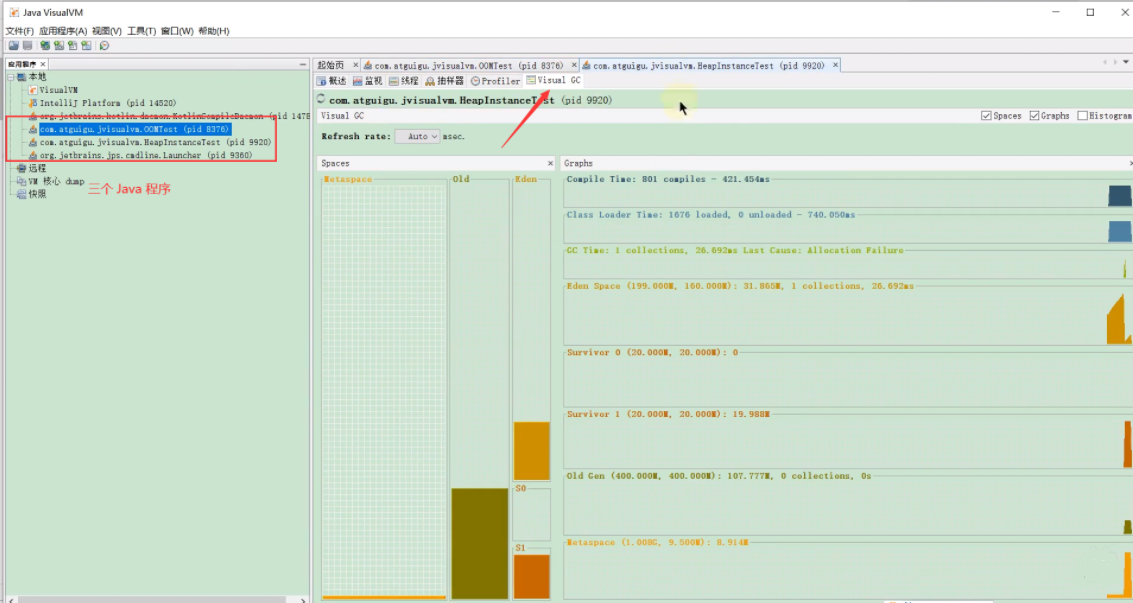 Java VisualVM
文件(F) 应用程序(A) 视图(V) 工具(T) 窗口(W) 帮助(H)
应用程序
本地
VisualVM
IntelliJ Platform (pid 14520)
org.jetbrains.kotlin.daemon.KotlinCompileDaemon (pid 1478
com.atguigu.jvisualvm.OOMTest (pid 8376)
com.atguigu.jvisualvm.HeapInstanceTest (pid 9920)
org.jetbrains.jps.cmdline.Launcher (pid 9360)
远程
VM 核心 dump
快照
三个 Java 程序
起始页 com.atguigu.jvisualvm.OOMTest (pid 8376) com.atguigu.jvisualvm.HeapInstanceTest (pid 9920)
概述 监视 线程 抽样器 Profiler Visual GC
com.atguigu.jvisualvm.HeapInstanceTest (pid 9920)
Visual GC Spaces Graphs Histogram
Refresh rate: Auto msec.
Spaces
Metaspace Old Eden
S0
S1
Graphs
Compile Time: 801 compiles - 421.454ms
Class Loader Time: 1676 loaded, 0 unloaded - 740.050ms
GC Time: 1 collections, 26.692ms Last Cause: Allocation Failure
Eden Space (199.000M, 160.000M): 31.865M, 1 collections, 26.692ms
Survivor 0 (20.000M, 20.000M): 0
Survivor 1 (20.000M, 20.000M): 19.988M
Old Gen (400.000M, 400.000M): 107.777M, 0 collections, 0s
Metaspace (1.008G, 9.500M): 8.914M